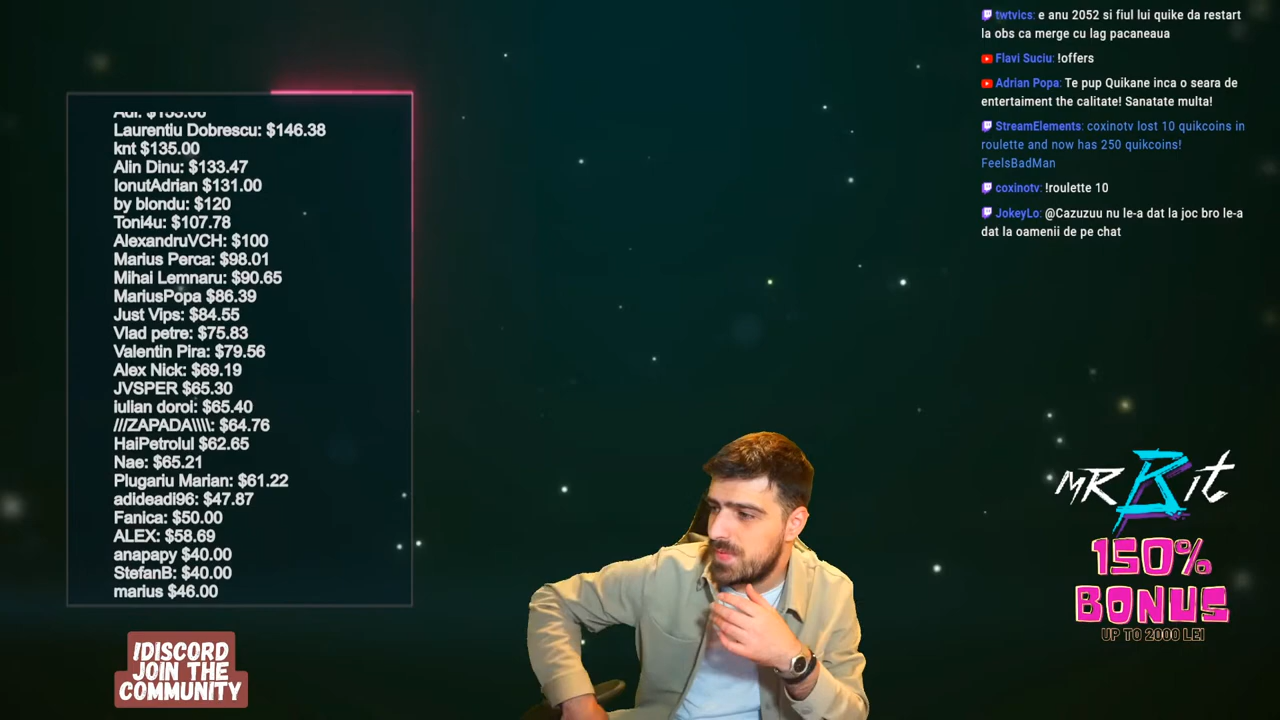 Adi: $153.00
Laurentiu Dobrescu: $146.38
knt $135.00
Alin Dinu: $133.47
IonutAdrian $131.00
by blondu: $120
Toni4u: $107.78
AlexandruVCH: $100
Marius Perca: $98.01
Mihai Lemnaru: $90.65
MariusPopa $86.39
Just Vips: $84.55
Vlad petre: $75.83
Valentin Pira: $79.56
Alex Nick: $69.19
JVSPER $65.30
iulian doroi: $65.40
///ZAPADA\\\\: $64.76
HaiPetrolul $62.65
Nae: $65.21
Plugariu Marian: $61.22
adideadi96: $47.87
Fanica: $50.00
ALEX: $58.69
anapapy $40.00
StefanB: $40.00
marius $46.00
!DISCORD
JOIN THE
COMMUNITY
twtvics: e anu 2052 si fiul lui quike da restart
la obs ca merge cu lag pacaneaua
Flavi Suciu: !offers
Adrian Popa: Te pup Quikane inca o seara de
entertaiment the calitate! Sanatate multa!
StreamElements: coxinotv lost 10 quikcoins in
roulette and now has 250 quikcoins!
FeelsBadMan
coxinotv: !roulette 10
JokeyLo: @Cazuzuu nu le-a dat la joc bro le-a
dat la oamenii de pe chat
MR Bit
150%
BONUS
UP TO 2000 LEI